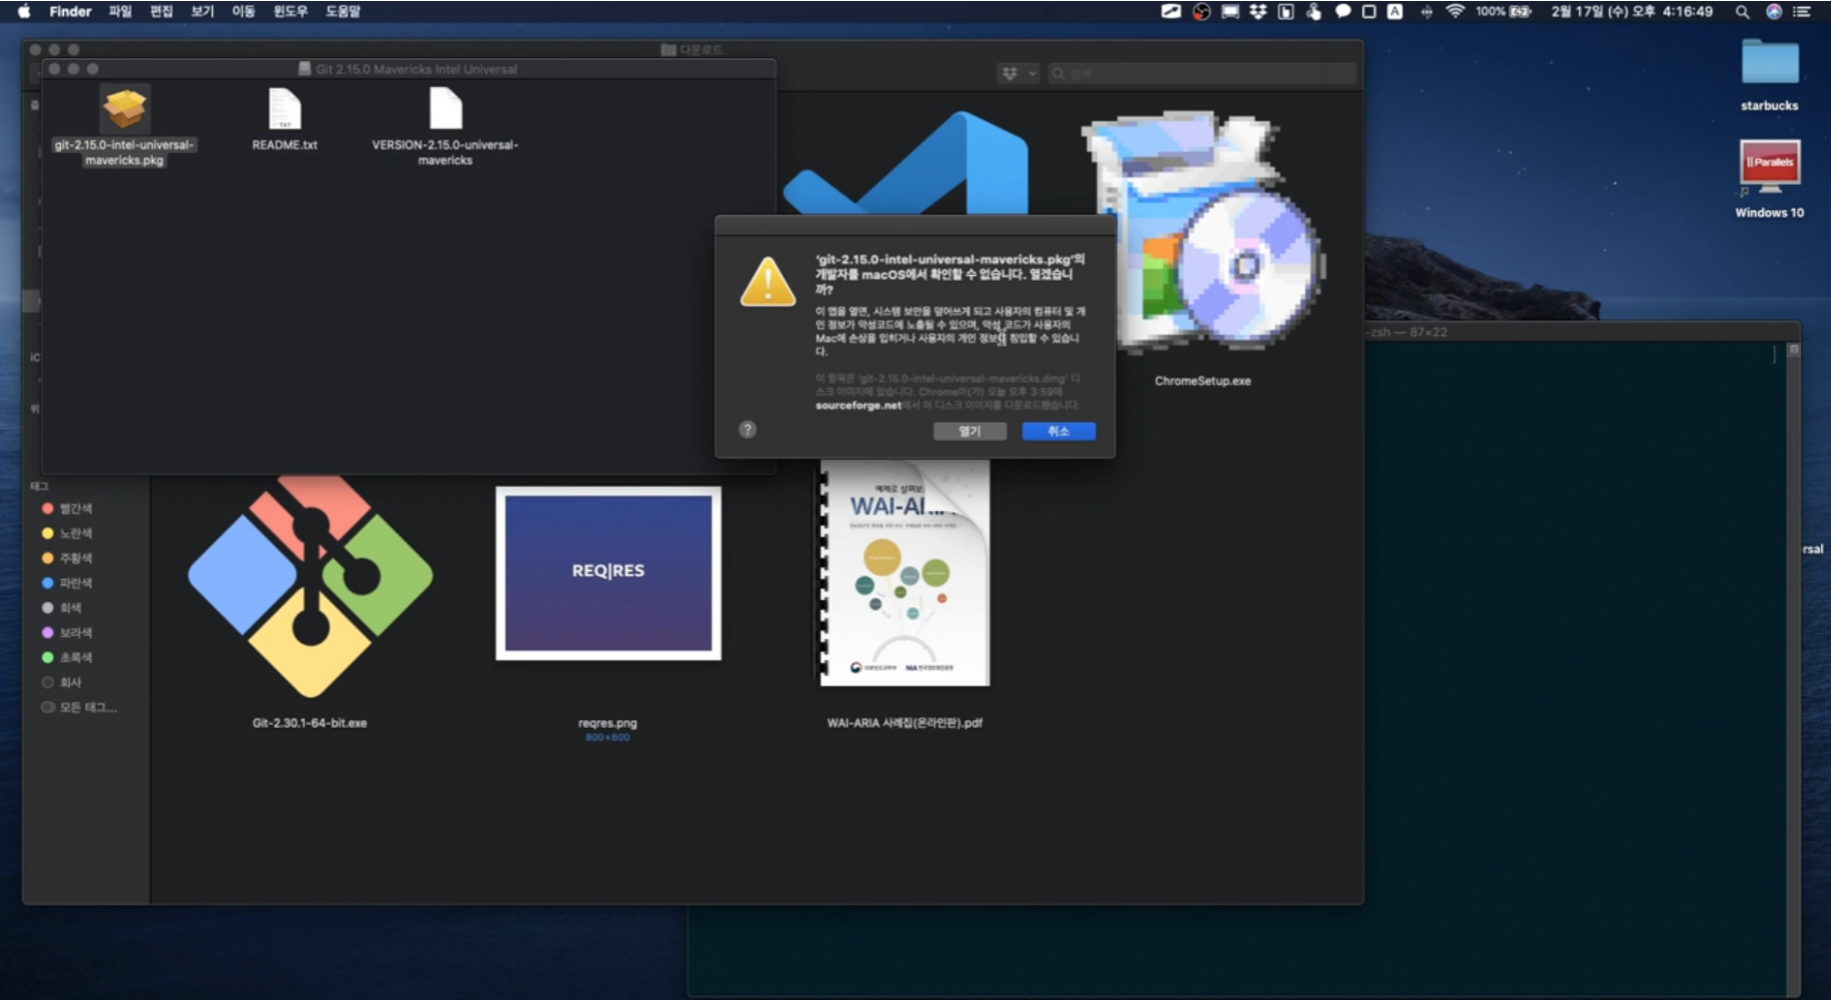 Finder 파일 편집 보기 이동 윈도우 도움말
A 100% 2월 17일 (수) 오후 4:16:49
다운로드
Git 2.15.0 Mavericks Intel Universal
검색
git-2.15.0-intel-universal-
mavericks.pkg
README.txt
VERSION-2.15.0-universal-
mavericks
starbucks
Parallels
Windows 10
'git-2.15.0-intel-universal-mavericks.pkg'의
개발자를 macOS에서 확인할 수 없습니다. 열겠습니
까?
이 앱을 열면, 시스템 보안을 덮어쓰게 되고 사용자의 컴퓨터 및 개
인 정보가 악성코드에 노출될 수 있으며, 악성 코드가 사용자의
Mac에 손상을 입히거나 사용자의 개인 정보에 침입할 수 있습니
다.
이 항목은 'git-2.15.0-intel-universal-mavericks.dmg' 디
스크 이미지에 있습니다. Chrome이(가) 오늘 오후 3:59에
sourceforge.net에서 이 디스크 이미지를 다운로드했습니다.
?
열기
취소
ChromeSetup.exe
-zsh — 87×22
iC
위
태그
빨간색
노란색
주황색
파란색
회색
보라색
초록색
회사
모든 태그...
REQ|RES
예제로 살펴보
WAI-ARIA
Git-2.30.1-64-bit.exe
reqres.png
800×600
WAI-ARIA 사례집(온라인판).pdf
rsal